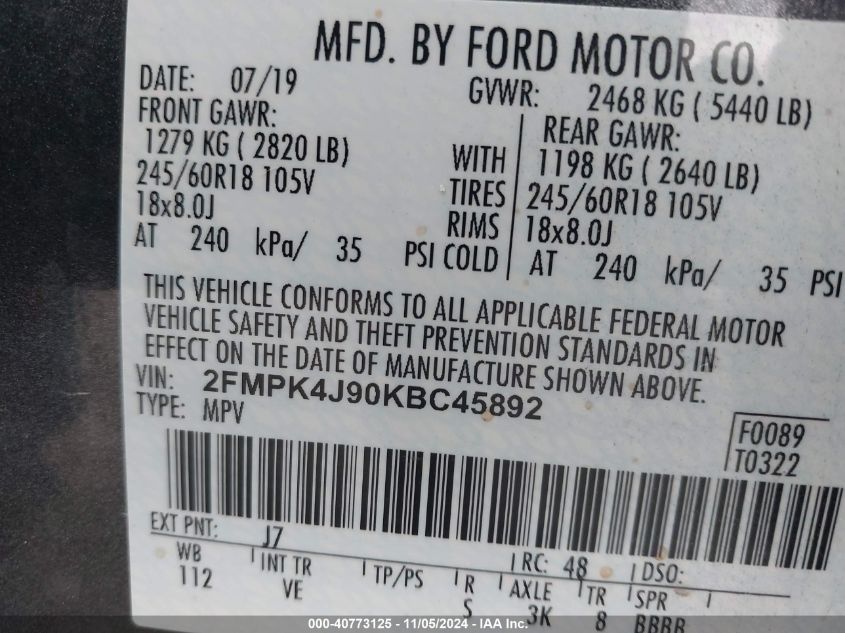 MFD. BY FORD MOTOR CO.
DATE: 07/19
GVWR: 2468 KG ( 5440 LB)
FRONT GAWR:
REAR GAWR:
1279 KG ( 2820 LB)
WITH
1198 KG ( 2640 LB)
245/60R18 105V
TIRES
245/60R18 105V
18x8.0J
RIMS
18x8.0J
AT 240 kPa/ 35 PSI COLD
AT 240 kPa/ 35 PSI
THIS VEHICLE CONFORMS TO ALL APPLICABLE FEDERAL MOTOR
VEHICLE SAFETY AND THEFT PREVENTION STANDARDS IN
EFFECT ON THE DATE OF MANUFACTURE SHOWN ABOVE.
VIN: 2FMPK4J90KBC45892
TYPE: MPV
F0089
T0322
EXT PNT: J7
RC: 48 DSO:
WB INT TR TP/PS R AXLE TR SPR
112 VE S 3K 8 BBBB
000-40773125 - 11/05/2024 - IAA Inc.